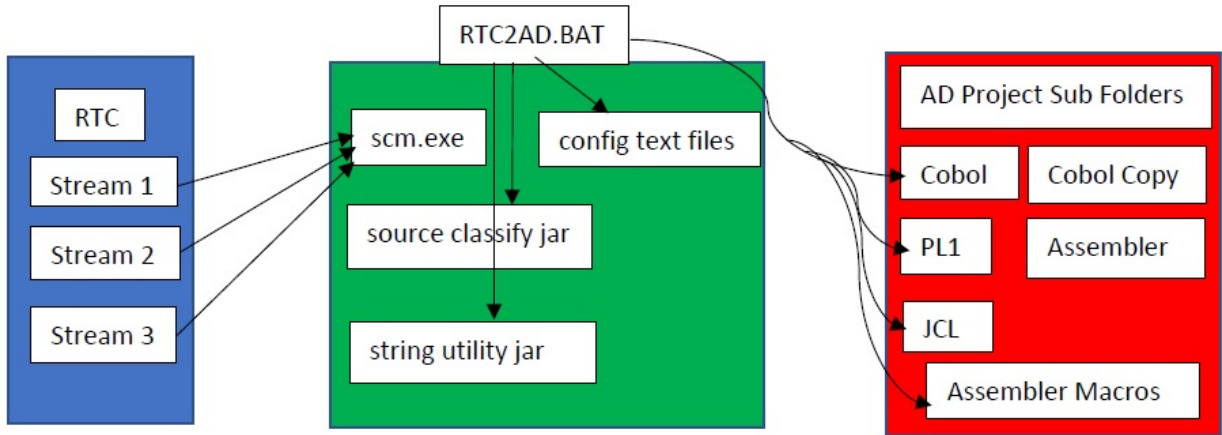 RTC2AD.BAT
RTC
Stream 1
Stream 2
Stream 3
scm.exe
config text files
source classify jar
string utility jar
AD Project Sub Folders
Cobol
Cobol Copy
PL1
Assembler
JCL
Assembler Macros